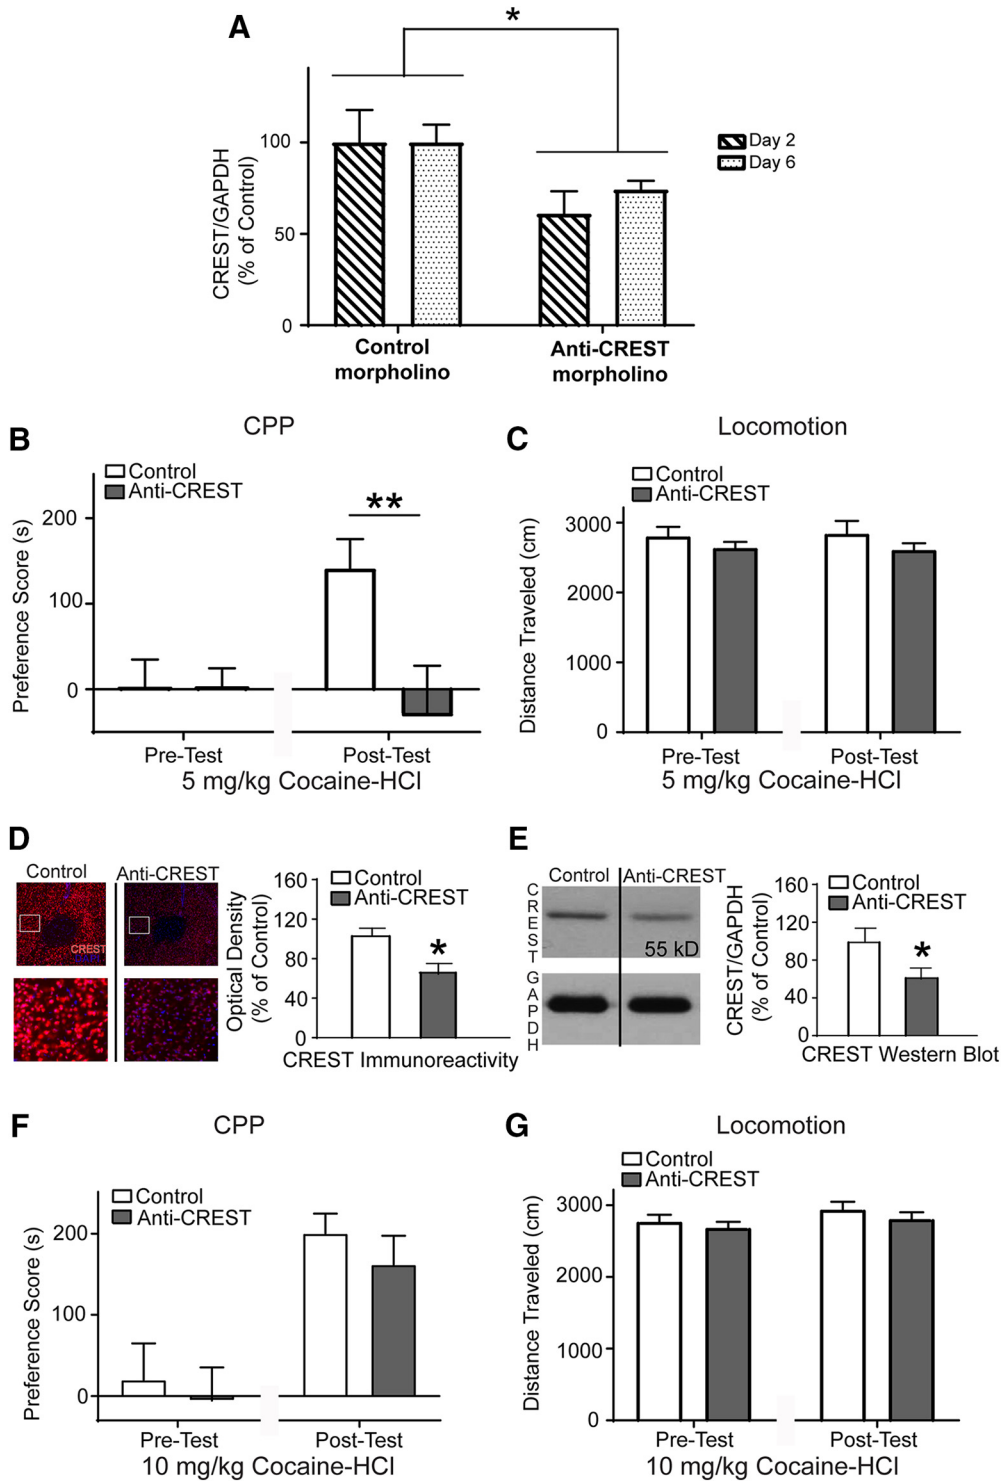 A
*
100
50
0
CREST/GAPDH
(% of Control)
Day 2
Day 6
Control
morpholino
Anti-CREST
morpholino
B
CPP
Control
Anti-CREST
**
200
100
0
Preference Score (s)
Pre-Test
Post-Test
5 mg/kg Cocaine-HCl
C
Locomotion
Control
Anti-CREST
3000
2000
1000
0
Distance Traveled (cm)
Pre-Test
Post-Test
5 mg/kg Cocaine-HCl
D
Control
Anti-CREST
CREST
Optical Density
(% of Control)
160
120
80
40
0
Control
Anti-CREST
*
CREST Immunoreactivity
E
Control
Anti-CREST
CREST
55 kD
GAPDH
CREST/GAPDH
(% of Control)
160
120
80
40
0
Control
Anti-CREST
*
CREST Western Blot
F
CPP
Control
Anti-CREST
200
100
0
Preference Score (s)
Pre-Test
Post-Test
10 mg/kg Cocaine-HCl
G
Locomotion
Control
Anti-CREST
3000
2000
1000
0
Distance Traveled (cm)
Pre-Test
Post-Test
10 mg/kg Cocaine-HCl